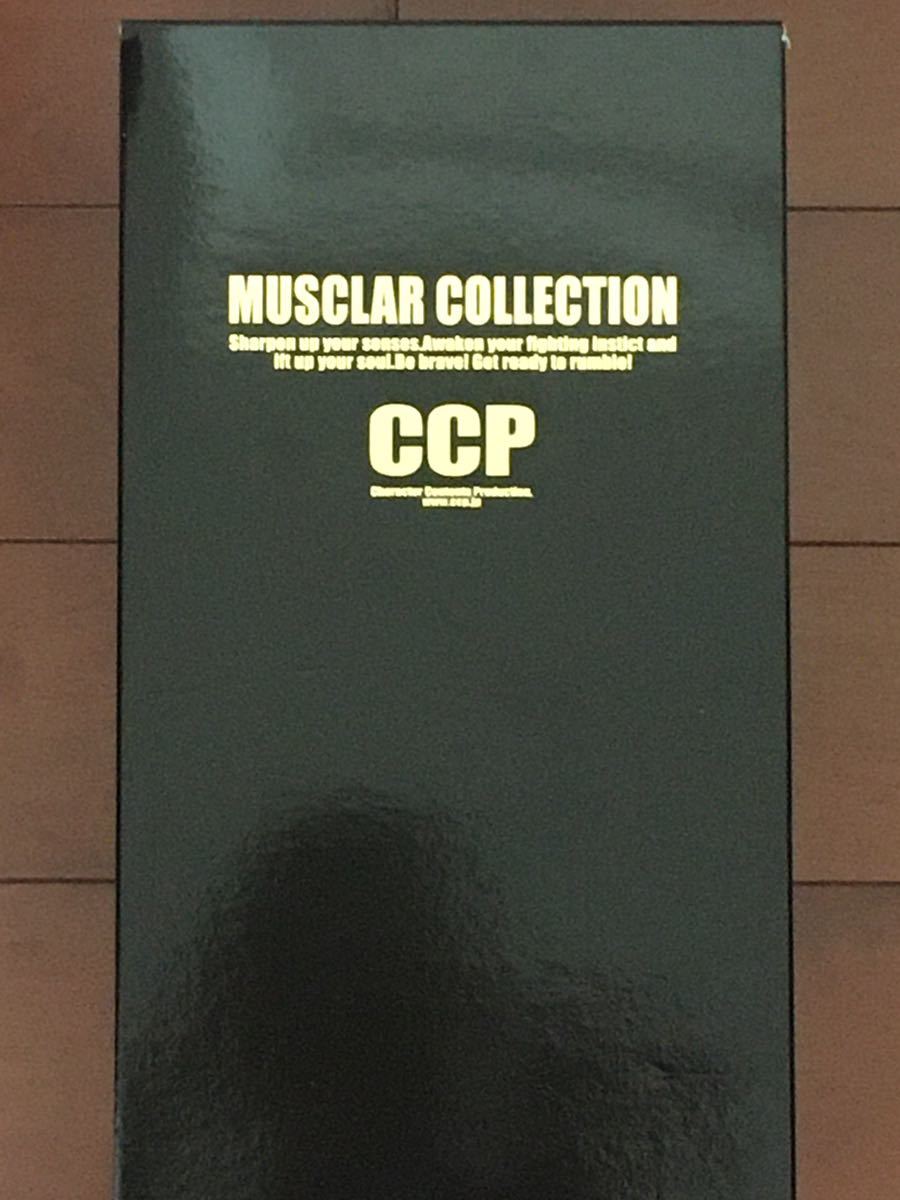 MUSCLAR COLLECTION
Sharpen up your senses.Awaken your fighting instict and
lft up your soul.Be brave! Get ready to rumble!
CCP
Character Contents Production.
www.ccp.jp